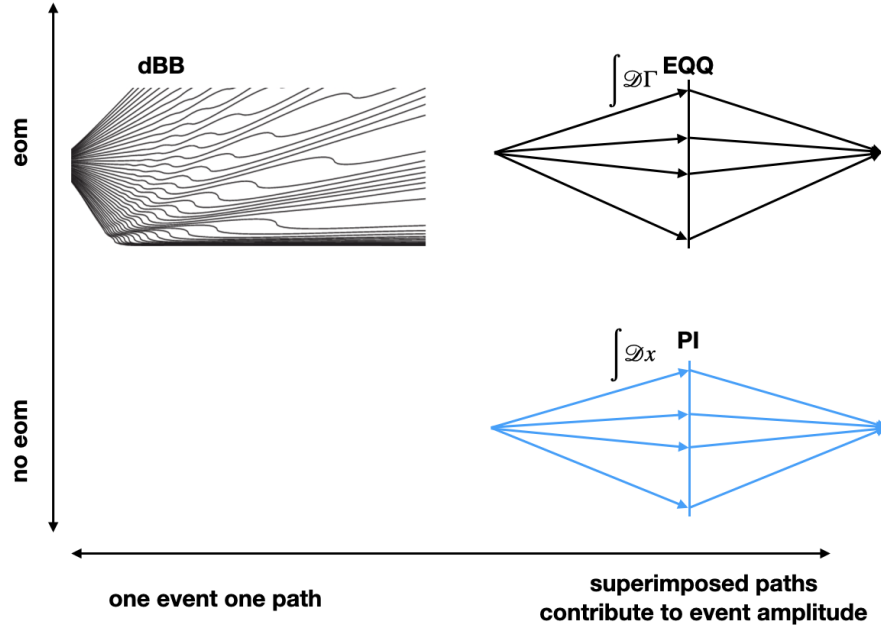 dBB
EQQ
∫𝒟Γ
eom
PI
∫𝒟x
no eom
one event one path
superimposed paths
contribute to event amplitude